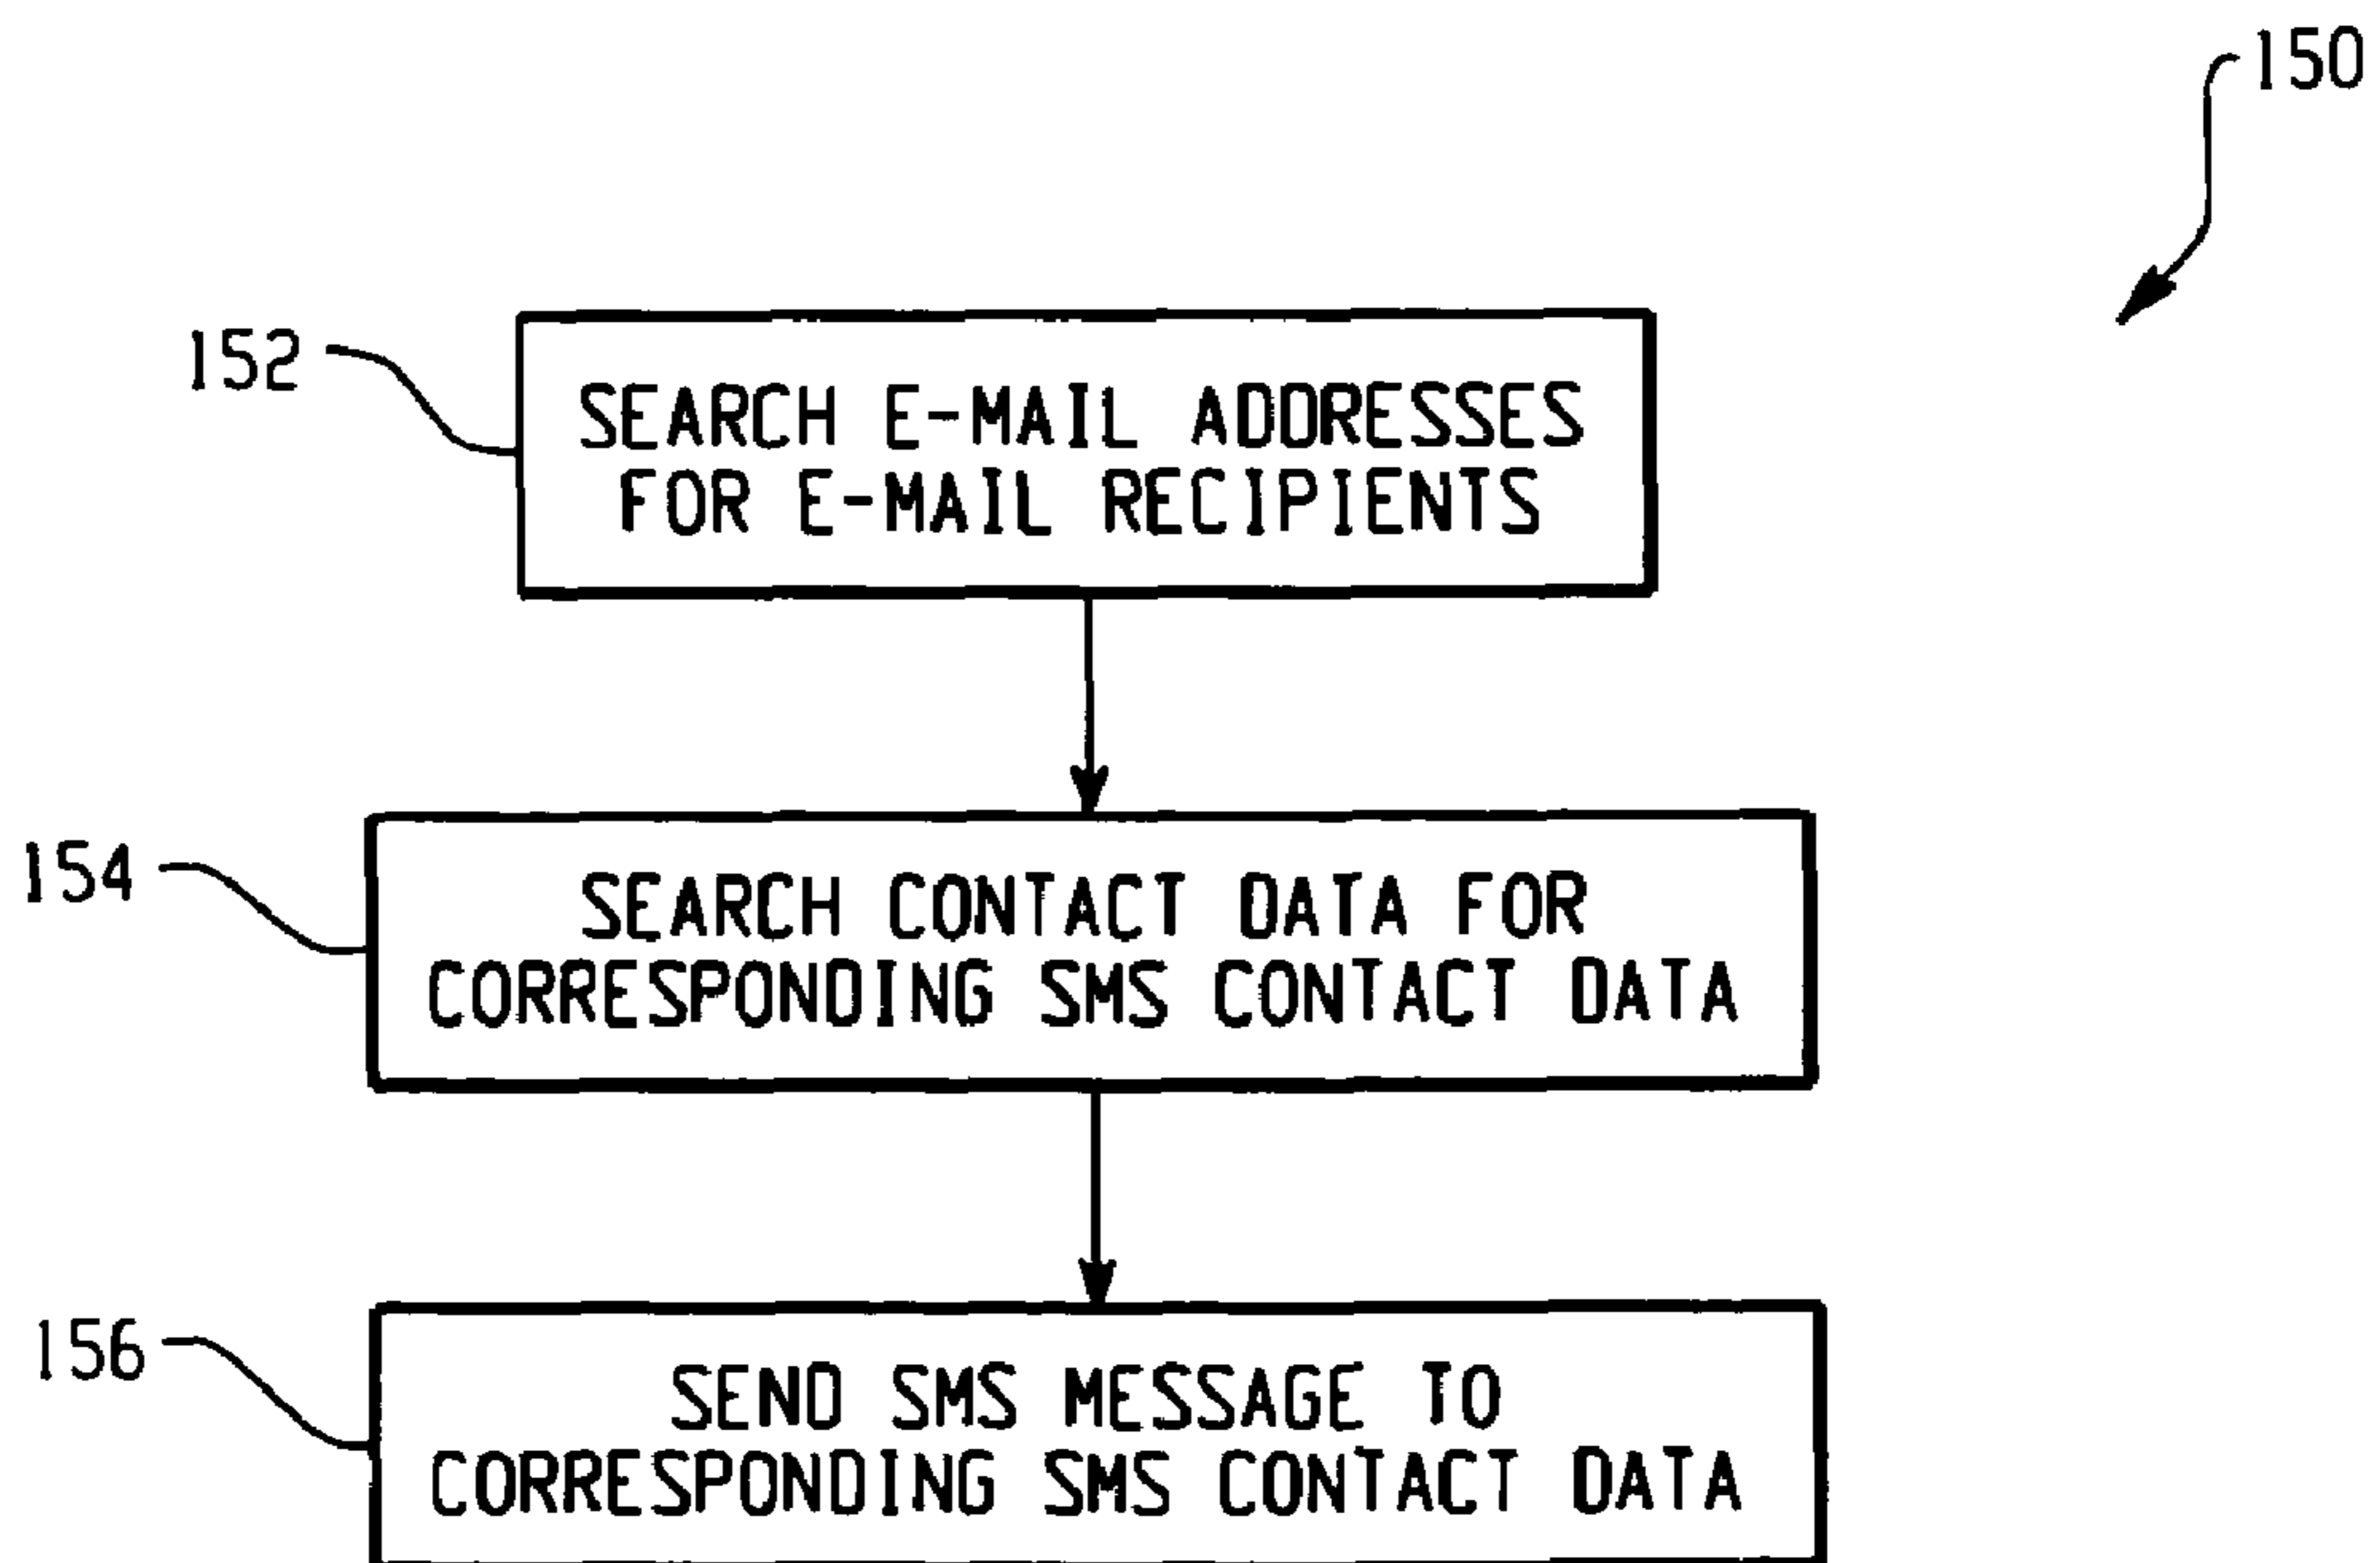 150
152
SEARCH E-MAIL ADDRESSES
FOR E-MAIL RECIPIENTS
154
SEARCH CONTACT DATA FOR
CORRESPONDING SMS CONTACT DATA
156
SEND SMS MESSAGE TO
CORRESPONDING SMS CONTACT DATA